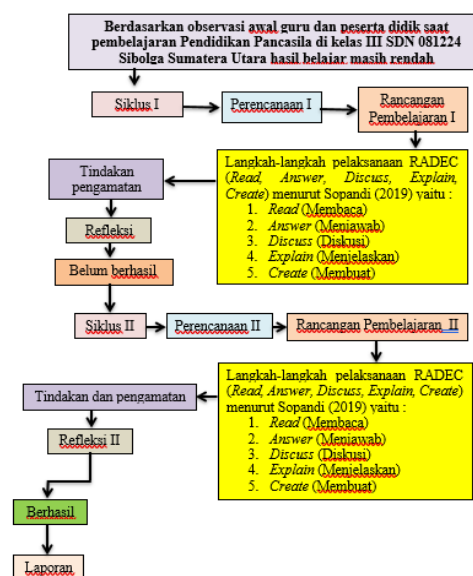 Berdasarkan observasi awal guru dan peserta didik saat
pembelajaran Pendidikan Pancasila di kelas III SDN 081224
Sibolga Sumatera Utara hasil belajar masih rendah
Siklus I
Perencanaan I
Rancangan
Pembelajaran I
Langkah-langkah pelaksanaan RADEC
(Read, Answer, Discuss, Explain,
Create) menurut Sopandi (2019) yaitu :
1. Read (Membaca)
2. Answer (Menjawab)
3. Discuss (Diskusi)
4. Explain (Menjelaskan)
5. Create (Membuat)
Tindakan
pengamatan
Refleksi
Belum berhasil
Siklus II
Perencanaan II
Rancangan Pembelajaran II
Langkah-langkah pelaksanaan RADEC
(Read, Answer, Discuss, Explain, Create)
menurut Sopandi (2019) yaitu :
1. Read (Membaca)
2. Answer (Menjawab)
3. Discuss (Diskusi)
4. Explain (Menjelaskan)
5. Create (Membuat)
Tindakan dan pengamatan
Refleksi II
Berhasil
Laporan